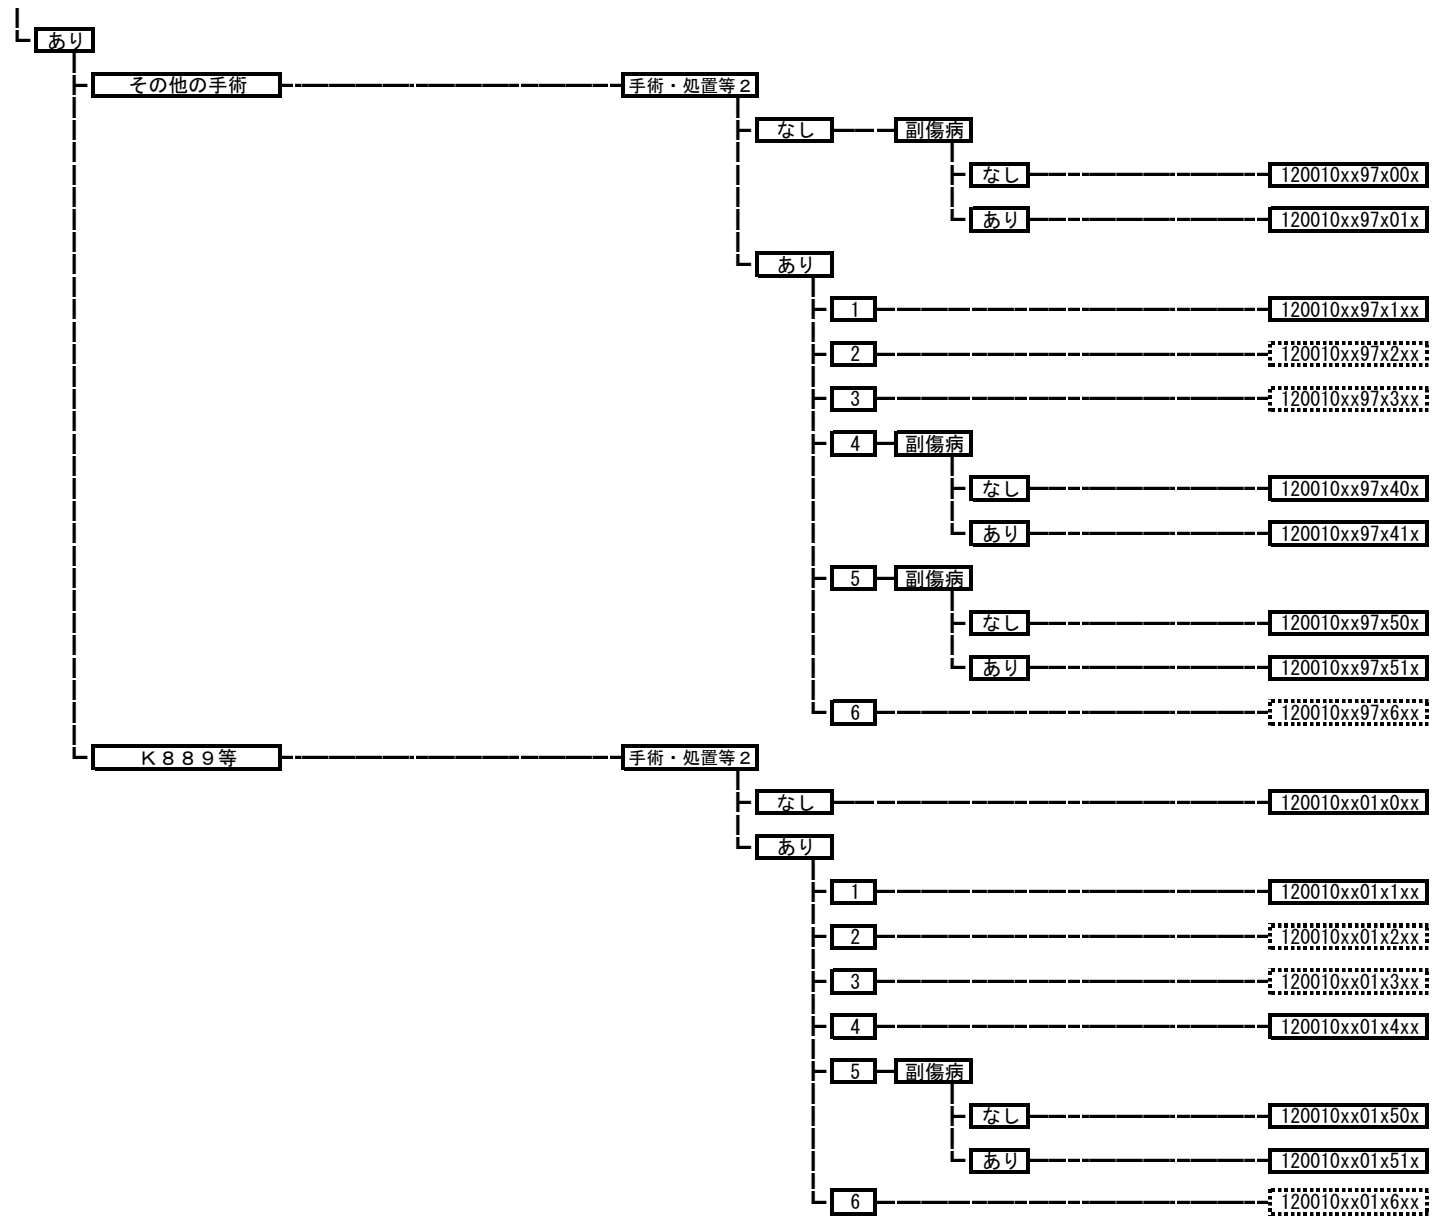 あり
その他の手術 手術・処置等２
なし 副傷病
なし 120010xx97x00x
あり 120010xx97x01x
あり
1 120010xx97x1xx
2 120010xx97x2xx
3 120010xx97x3xx
4 副傷病
なし 120010xx97x40x
あり 120010xx97x41x
5 副傷病
なし 120010xx97x50x
あり 120010xx97x51x
6 120010xx97x6xx
Ｋ８８９等 手術・処置等２
なし 120010xx01x0xx
あり
1 120010xx01x1xx
2 120010xx01x2xx
3 120010xx01x3xx
4 120010xx01x4xx
5 副傷病
なし 120010xx01x50x
あり 120010xx01x51x
6 120010xx01x6xx